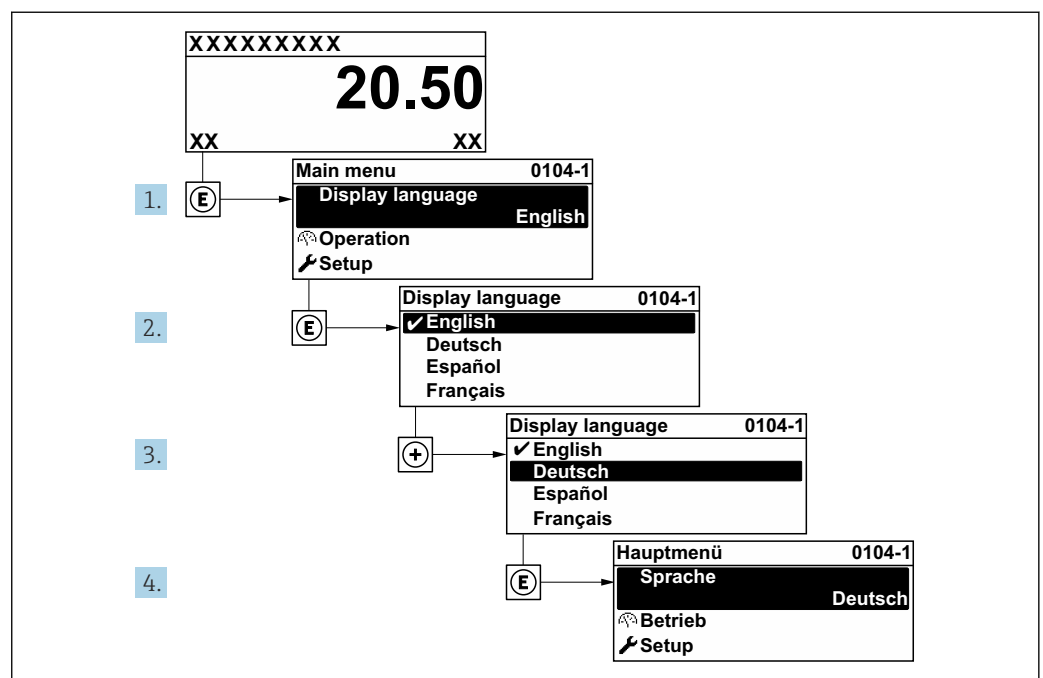 XXXXXXXXX
20.50
XX XX
1.
E
Main menu 0104-1
Display language
English
Operation
Setup
2.
E
Display language 0104-1
✔English
Deutsch
Español
Français
3.
+
Display language 0104-1
✔English
Deutsch
Español
Français
4.
E
Hauptmenü 0104-1
Sprache
Deutsch
Betrieb
Setup